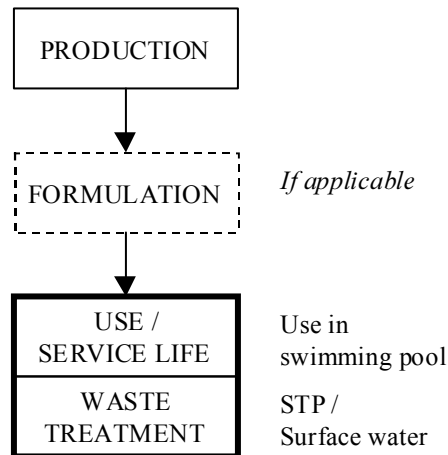 PRODUCTION
FORMULATION
If applicable
USE /
SERVICE LIFE
Use in
swimming pool
WASTE
TREATMENT
STP /
Surface water